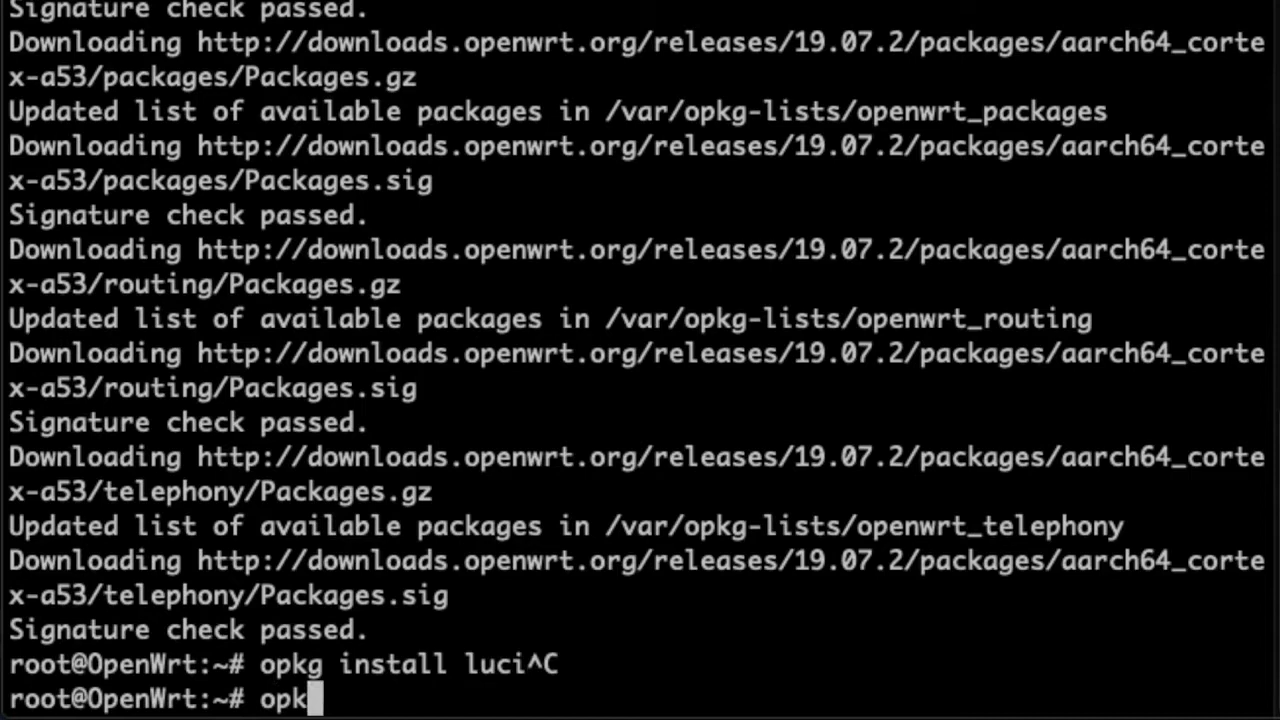 Signature check passed.
Downloading http://downloads.openwrt.org/releases/19.07.2/packages/aarch64_corte
x-a53/packages/Packages.gz
Updated list of available packages in /var/opkg-lists/openwrt_packages
Downloading http://downloads.openwrt.org/releases/19.07.2/packages/aarch64_corte
x-a53/packages/Packages.sig
Signature check passed.
Downloading http://downloads.openwrt.org/releases/19.07.2/packages/aarch64_corte
x-a53/routing/Packages.gz
Updated list of available packages in /var/opkg-lists/openwrt_routing
Downloading http://downloads.openwrt.org/releases/19.07.2/packages/aarch64_corte
x-a53/routing/Packages.sig
Signature check passed.
Downloading http://downloads.openwrt.org/releases/19.07.2/packages/aarch64_corte
x-a53/telephony/Packages.gz
Updated list of available packages in /var/opkg-lists/openwrt_telephony
Downloading http://downloads.openwrt.org/releases/19.07.2/packages/aarch64_corte
x-a53/telephony/Packages.sig
Signature check passed.
root@OpenWrt:~# opkg install luci^C
root@OpenWrt:~# opk